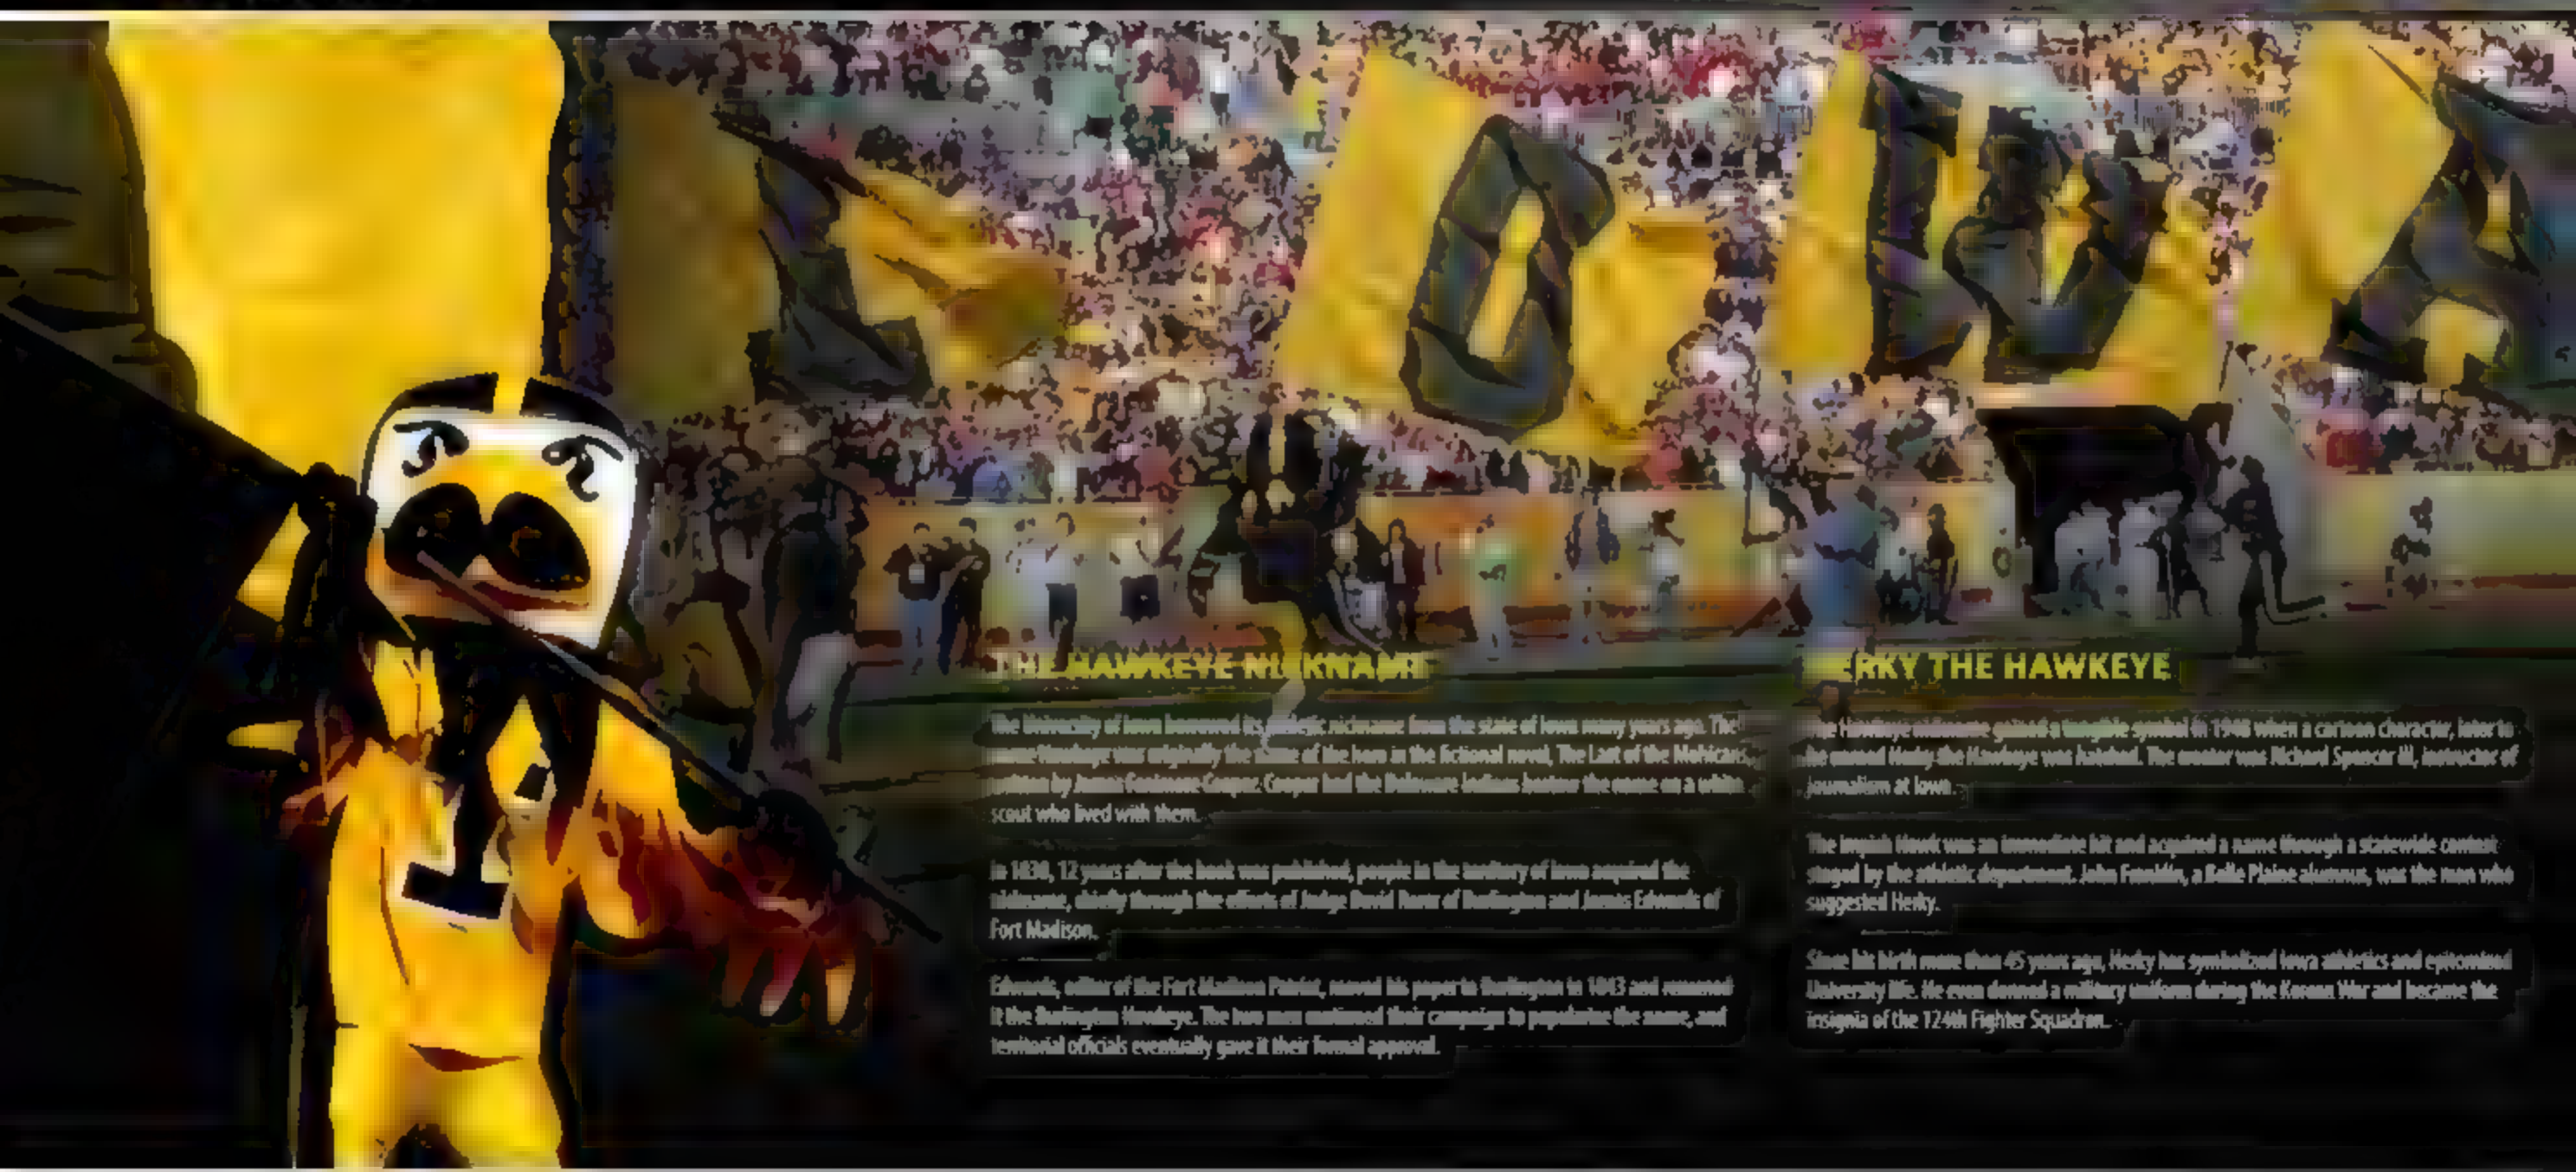 I O W A
THE HAWKEYE NICKNAME
The University of Iowa borrowed its athletic nickname from the state of Iowa many years ago. The
name Hawkeye was originally the name of the hero in the fictional novel, The Last of the Mohicans,
written by James Fenimore Cooper. Cooper had the Delaware Indians bestow the name on a white
scout who lived with them.
In 1838, 12 years after the book was published, people in the territory of Iowa acquired the
nickname, chiefly through the efforts of Judge David Rorer of Burlington and James Edwards of
Fort Madison.
Edwards, editor of the Fort Madison Patriot, moved his paper to Burlington in 1843 and renamed
it the Burlington Hawkeye. The two men continued their campaign to popularize the name, and
territorial officials eventually gave it their formal approval.
HERKY THE HAWKEYE
The Hawkeye nickname gained a tangible symbol in 1948 when a cartoon character, later to
be named Herky the Hawkeye was hatched. The creator was Richard Spencer III, instructor of
journalism at Iowa.
The impish Hawk was an immediate hit and acquired a name through a statewide contest
staged by the athletic department. John Franklin, a Belle Plaine alumnus, was the man who
suggested Herky.
Since his birth more than 45 years ago, Herky has symbolized Iowa athletics and epitomized
University life. He even donned a military uniform during the Korean War and became the
insignia of the 124th Fighter Squadron.